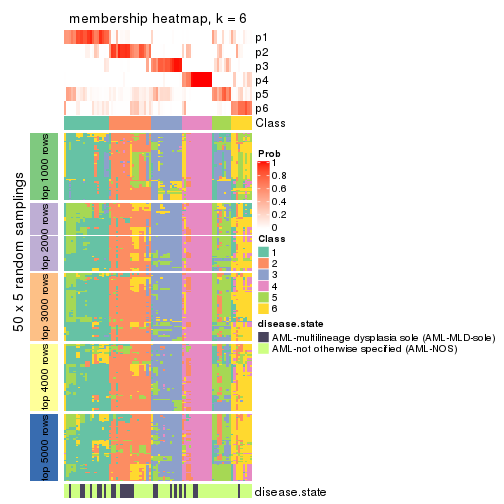 membership heatmap, k = 6
p1
p2
p3
p4
p5
p6
Class
50 x 5 random samplings
top 1000 rows
top 2000 rows
top 3000 rows
top 4000 rows
top 5000 rows
disease.state
Prob
1
0.8
0.6
0.4
0.2
0
Class
1
2
3
4
5
6
disease.state
AML-multilineage dysplasia sole (AML-MLD-sole)
AML-not otherwise specified (AML-NOS)